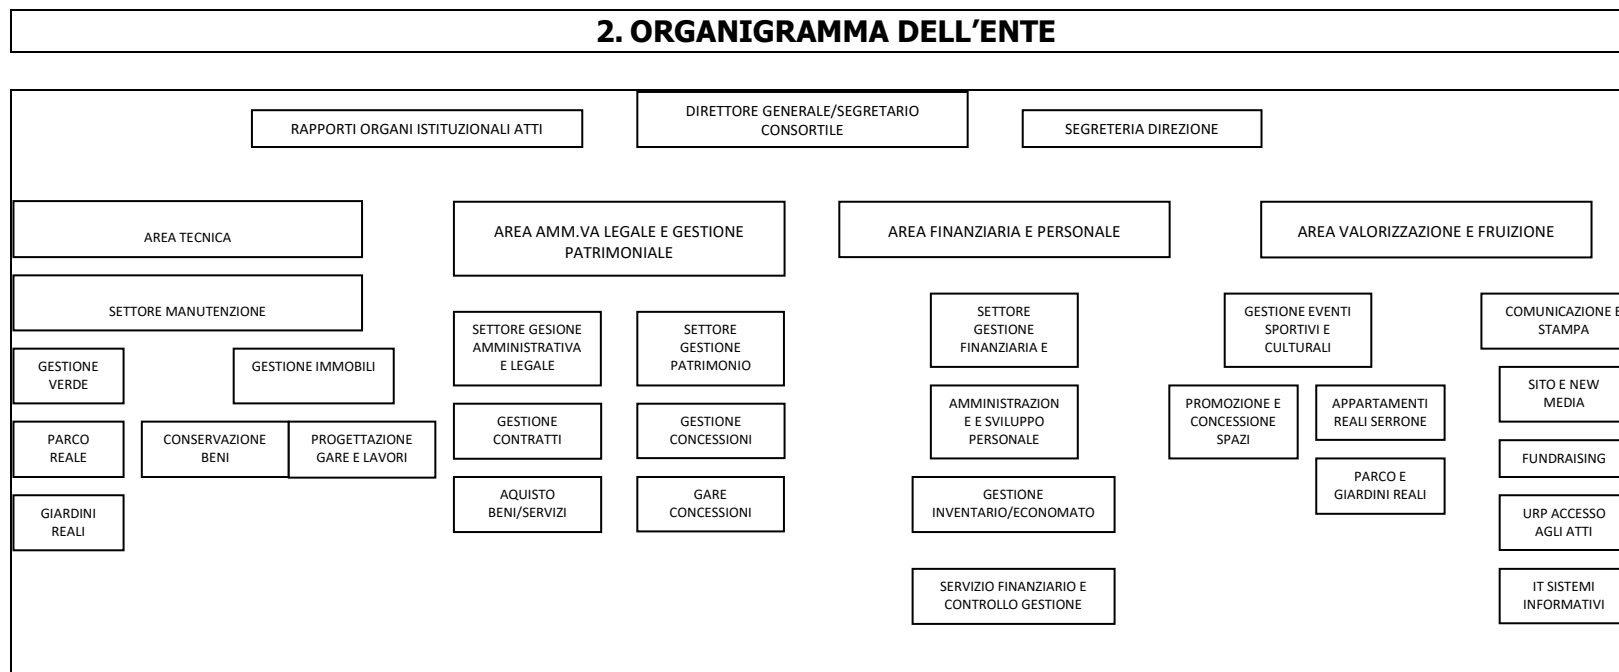 2. ORGANIGRAMMA DELL’ENTE
RAPPORTI ORGANI ISTITUZIONALI ATTI
DIRETTORE GENERALE/SEGRETARIO
CONSORTILE
SEGRETERIA DIREZIONE
AREA TECNICA
SETTORE MANUTENZIONE
GESTIONE
VERDE
GESTIONE IMMOBILI
PARCO
REALE
CONSERVAZIONE
BENI
PROGETTAZIONE
GARE E LAVORI
GIARDINI
REALI
AREA AMM.VA LEGALE E GESTIONE
PATRIMONIALE
SETTORE GESIONE
AMMINISTRATIVA
E LEGALE
SETTORE
GESTIONE
PATRIMONIO
GESTIONE
CONTRATTI
GESTIONE
CONCESSIONI
AQUISTO
BENI/SERVIZI
GARE
CONCESSIONI
AREA FINANZIARIA E PERSONALE
SETTORE
GESTIONE
FINANZIARIA E
AMMINISTRAZION
E E SVILUPPO
PERSONALE
GESTIONE
INVENTARIO/ECONOMATO
SERVIZIO FINANZIARIO E
CONTROLLO GESTIONE
AREA VALORIZZAZIONE E FRUIZIONE
GESTIONE EVENTI
SPORTIVI E
CULTURALI
PROMOZIONE E
CONCESSIONE
SPAZI
APPARTAMENTI
REALI SERRONE
PARCO E
GIARDINI REALI
COMUNICAZIONE E
STAMPA
SITO E NEW
MEDIA
FUNDRAISING
URP ACCESSO
AGLI ATTI
IT SISTEMI
INFORMATIVI